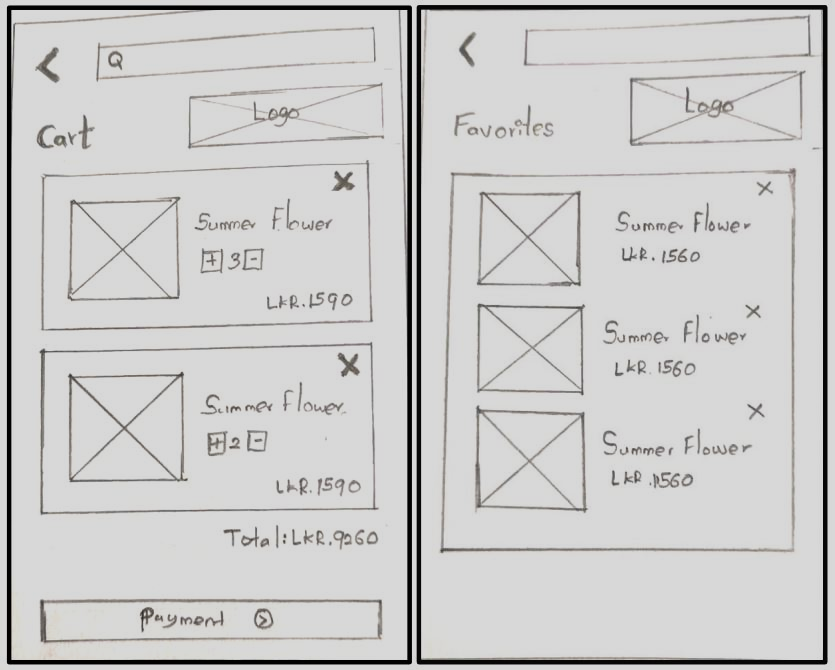 Q
Logo
Cart
X
Summer Flower
+ 3 -
LKR.1590
X
Summer Flower
+ 2 -
LKR.1590
Total:LKR.9260
Payment >
Logo
Favorites
X
Summer Flower
LKR.1560
X
Summer Flower
LKR.1560
X
Summer Flower
LKR.1560